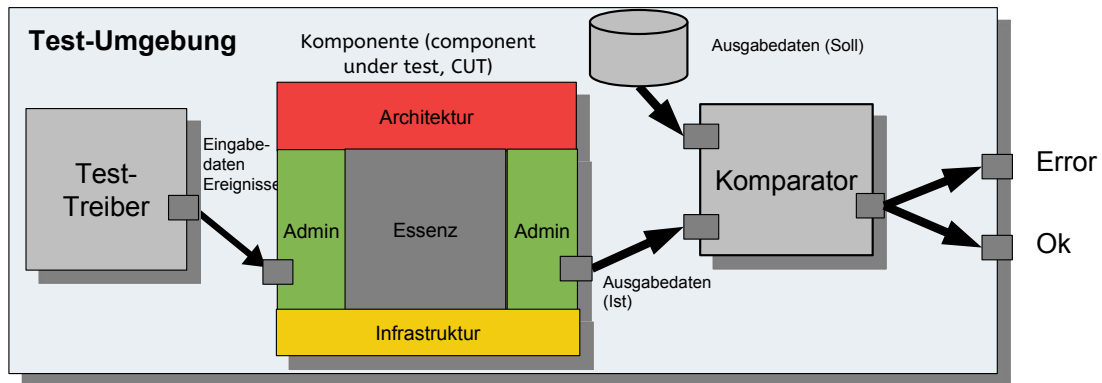 Test-Umgebung
Komponente (component
under test, CUT)
Ausgabedaten (Soll)
Architektur
Eingabe-
daten
Ereignisse
Test-
Treiber
Admin
Essenz
Admin
Komparator
Error
Ok
Ausgabedaten
(Ist)
Infrastruktur